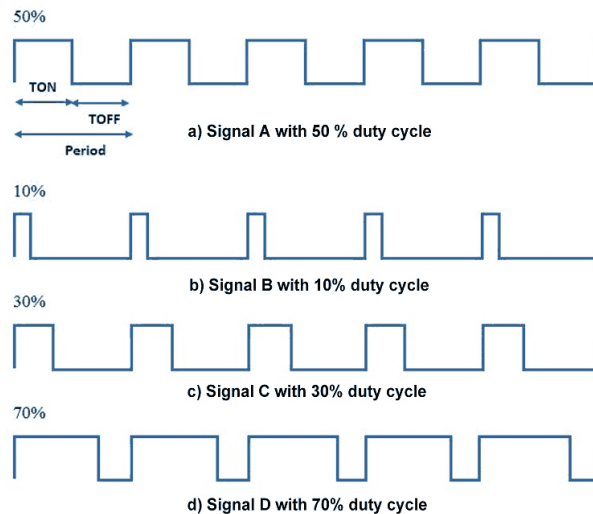 50%
TON
TOFF
Period
a) Signal A with 50 % duty cycle
10%
b) Signal B with 10% duty cycle
30%
c) Signal C with 30% duty cycle
70%
d) Signal D with 70% duty cycle